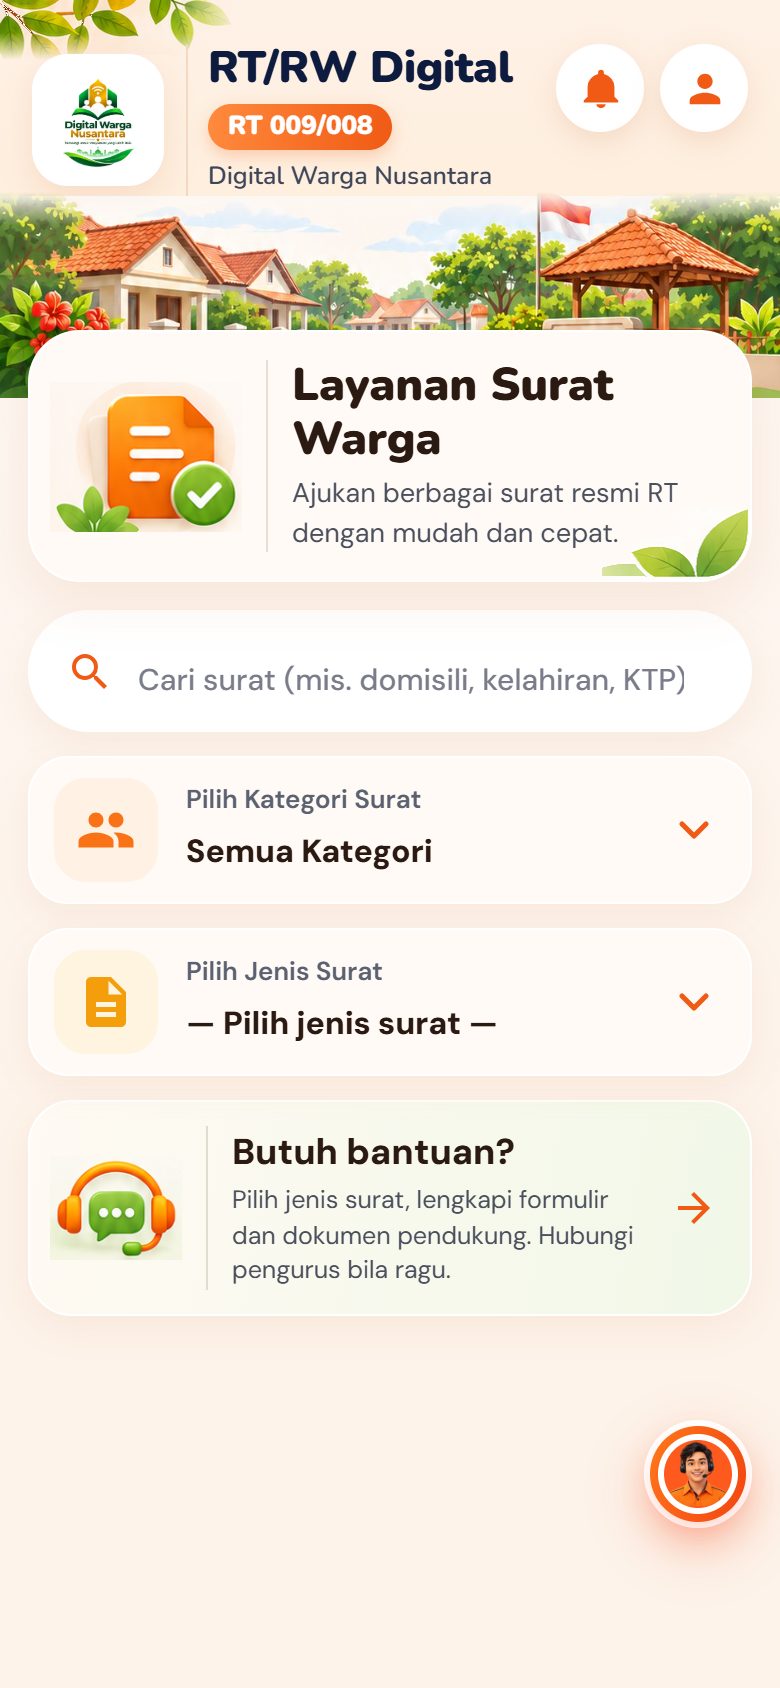 RT/RW Digital
RT 009/008
Digital Warga Nusantara
Digital Warga
Nusantara
Layanan Surat
Warga
Ajukan berbagai surat resmi RT
dengan mudah dan cepat.
Cari surat (mis. domisili, kelahiran, KTP)
Pilih Kategori Surat
Semua Kategori
Pilih Jenis Surat
— Pilih jenis surat —
Butuh bantuan?
Pilih jenis surat, lengkapi formulir
dan dokumen pendukung. Hubungi
pengurus bila ragu.